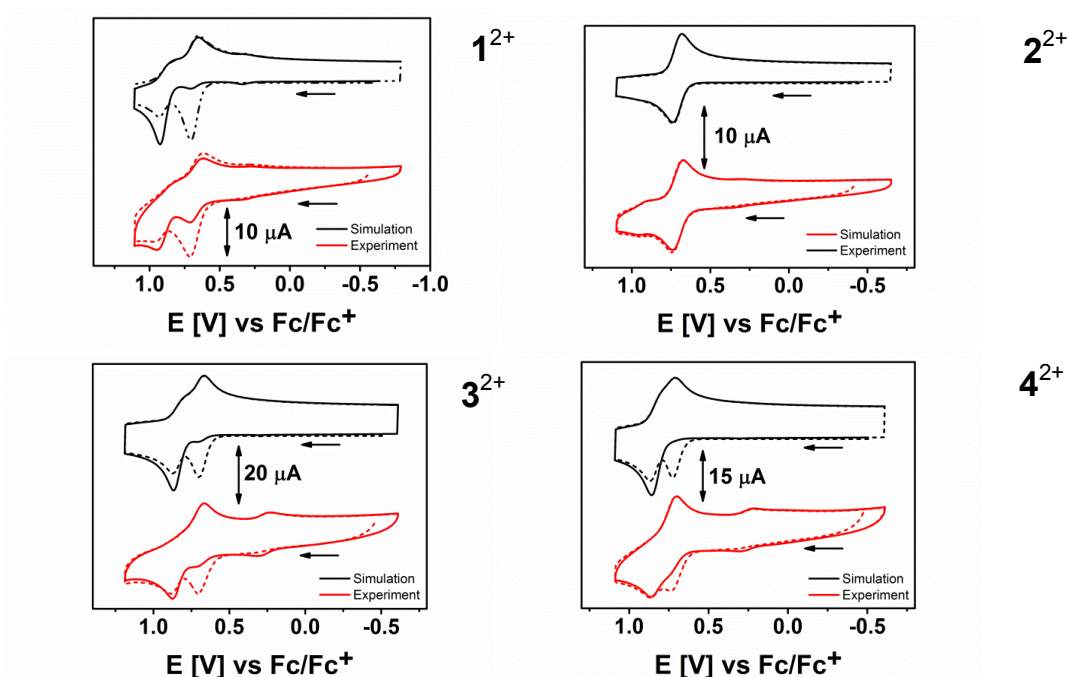 1²⁺
10 µA
Simulation
Experiment
1.0 0.5 0.0 -0.5 -1.0
E [V] vs Fc/Fc⁺
2²⁺
10 µA
Simulation
Experiment
1.0 0.5 0.0 -0.5
E [V] vs Fc/Fc⁺
3²⁺
20 µA
Simulation
Experiment
1.0 0.5 0.0 -0.5
E [V] vs Fc/Fc⁺
4²⁺
15 µA
Simulation
Experiment
1.0 0.5 0.0 -0.5
E [V] vs Fc/Fc⁺